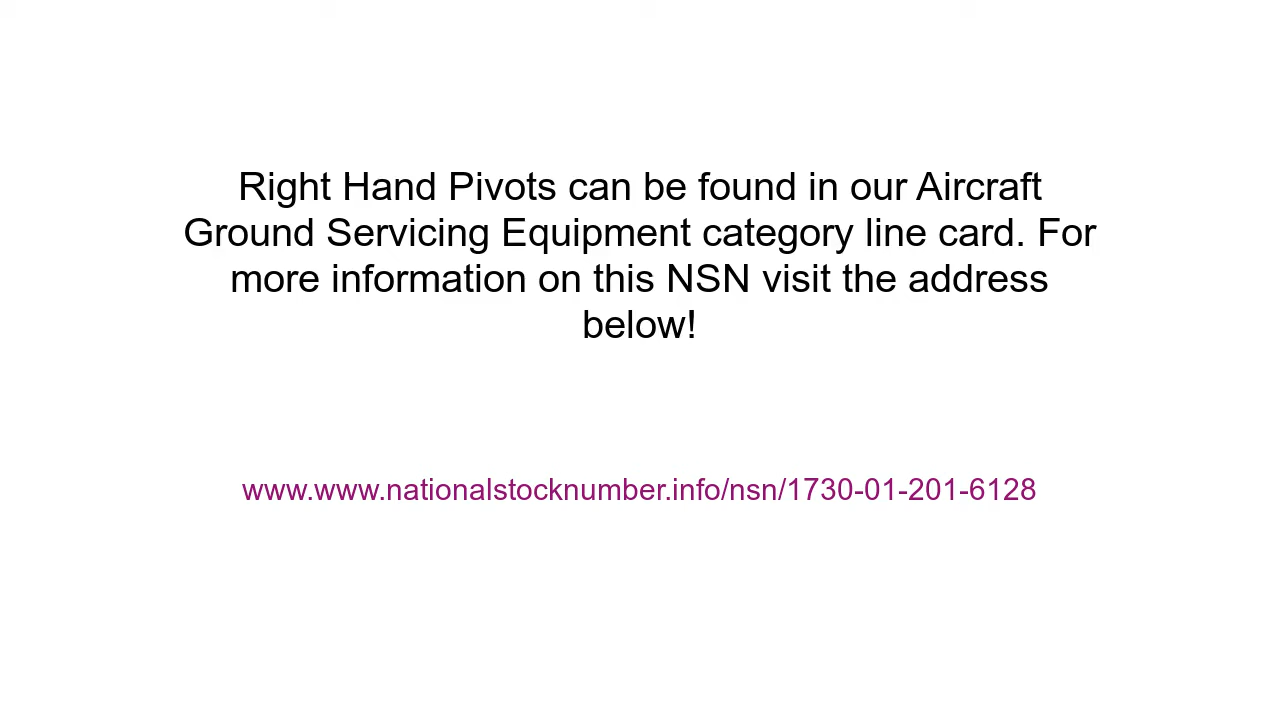 Right Hand Pivots can be found in our Aircraft
Ground Servicing Equipment category line card. For
more information on this NSN visit the address
below!
www.www.nationalstocknumber.info/nsn/1730-01-201-6128